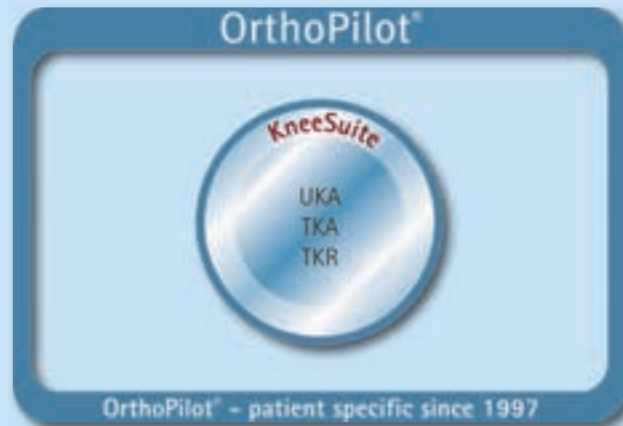 OrthoPilot®
KneeSuite
UKA
TKA
TKR
OrthoPilot® – patient specific since 1997